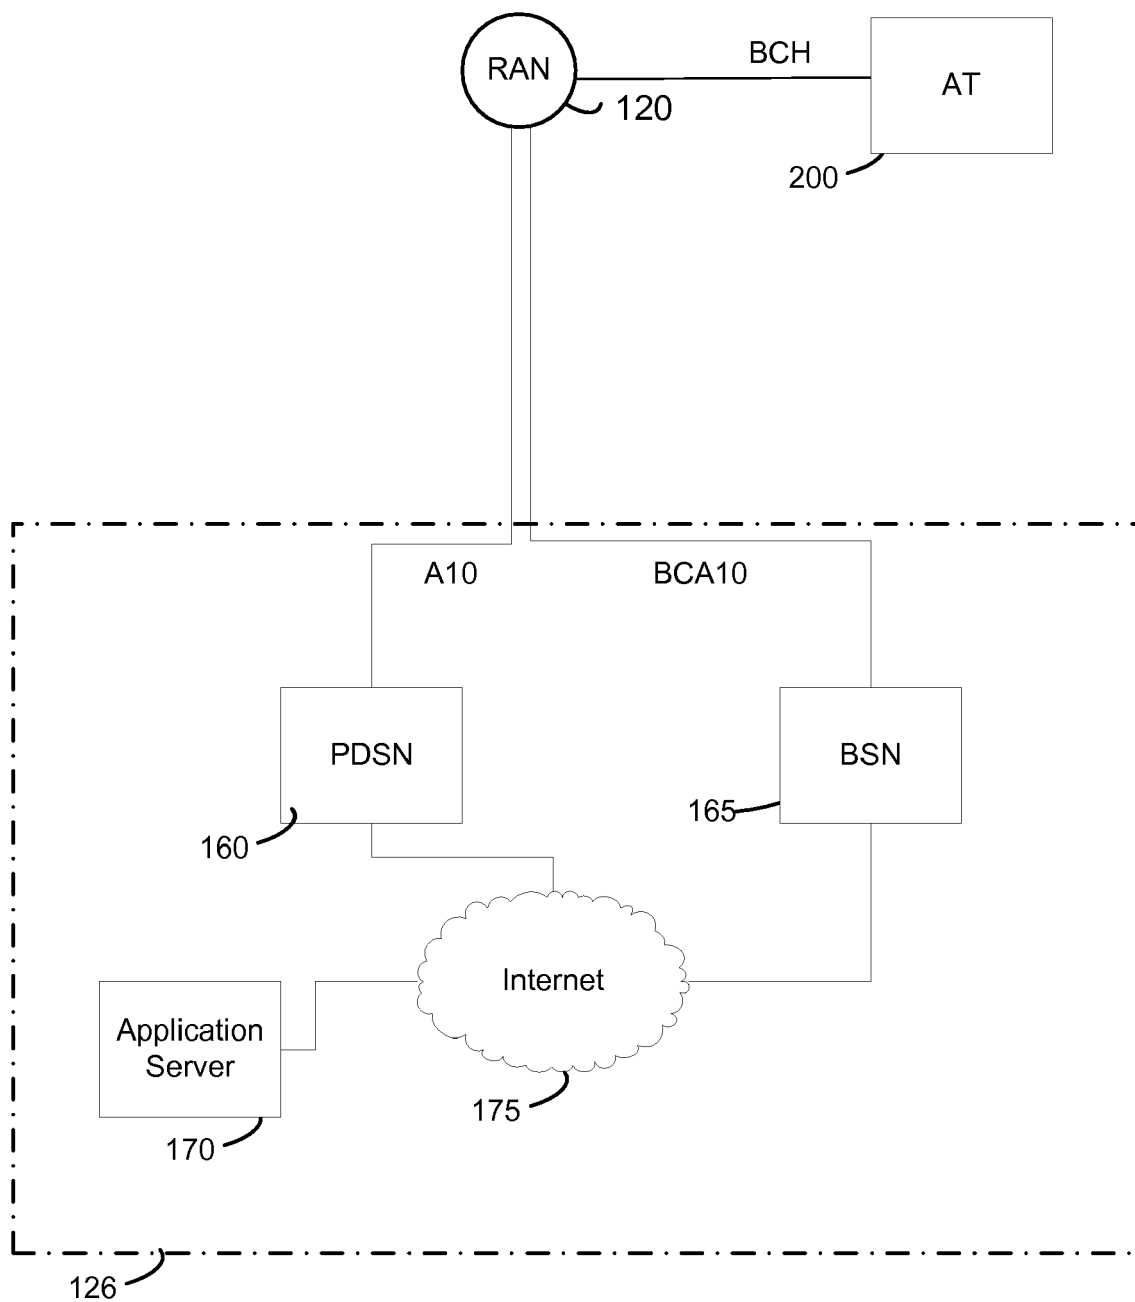 RAN
BCH
AT
120
200
A10
BCA10
PDSN
BSN
165
160
Internet
Application
Server
175
170
126